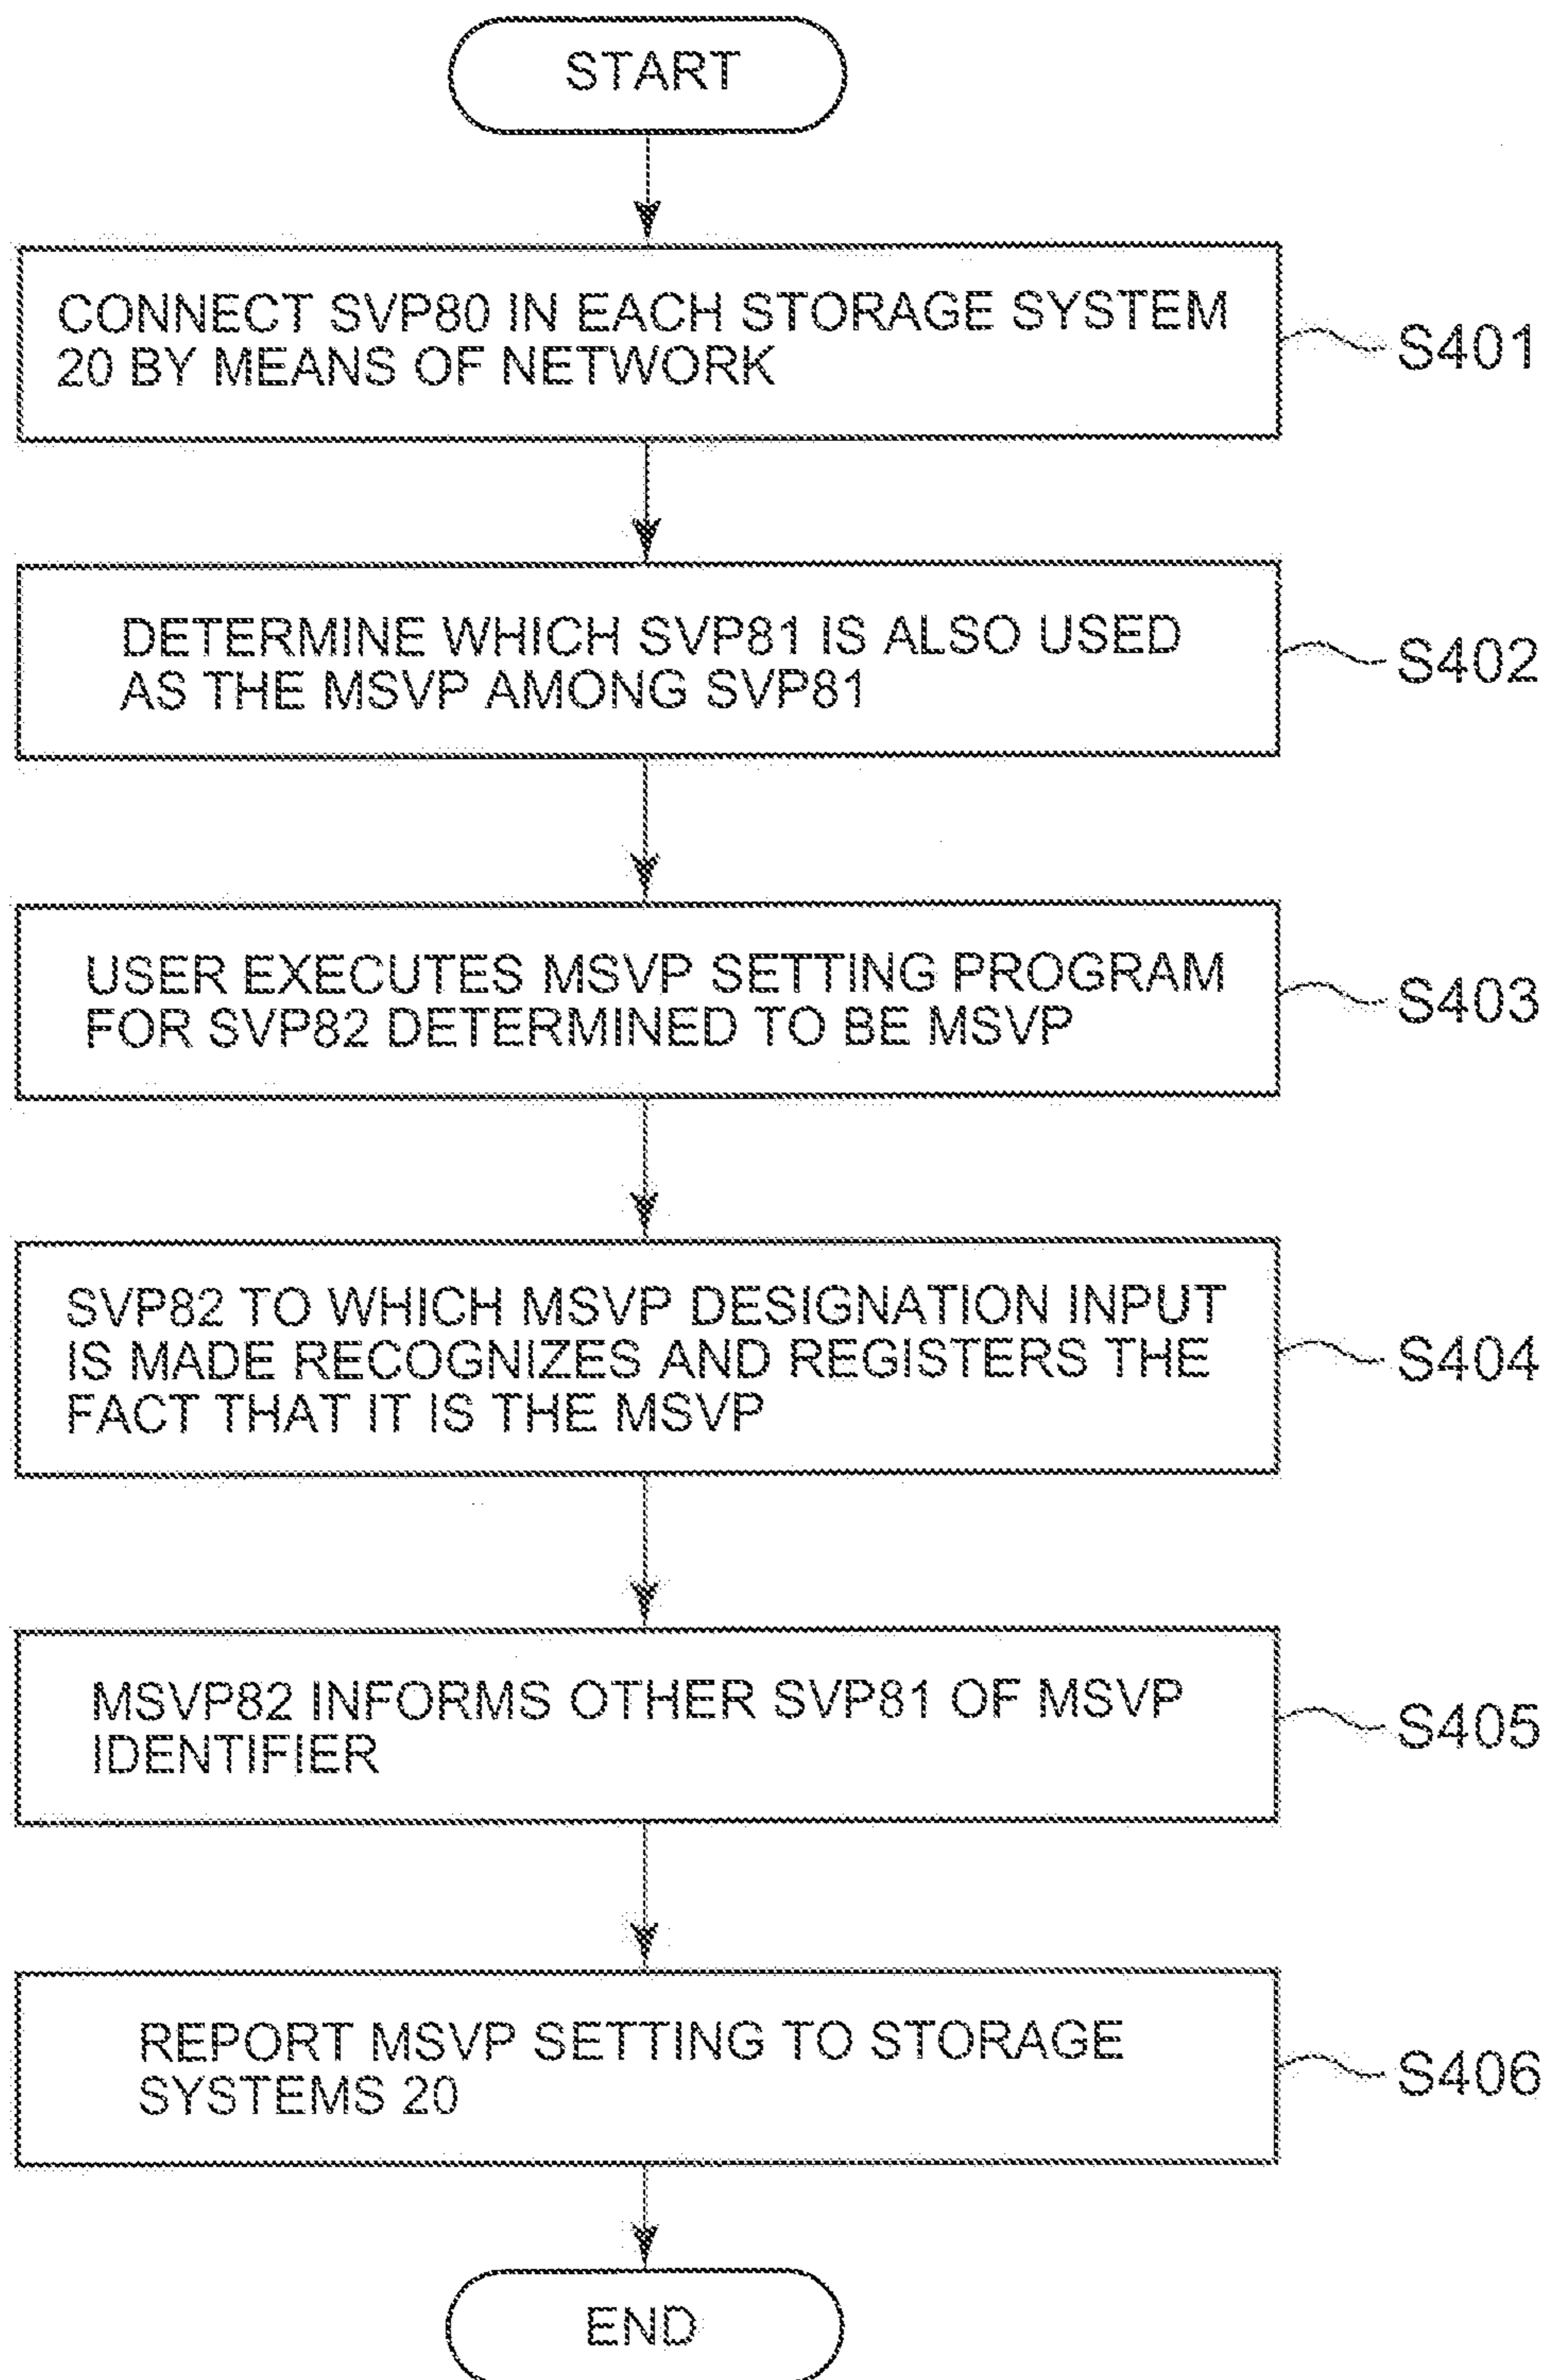 START
CONNECT SVP80 IN EACH STORAGE SYSTEM
20 BY MEANS OF NETWORK
S401
DETERMINE WHICH SVP81 IS ALSO USED
AS THE MSVP AMONG SVP81
S402
USER EXECUTES MSVP SETTING PROGRAM
FOR SVP82 DETERMINED TO BE MSVP
S403
SVP82 TO WHICH MSVP DESIGNATION INPUT
IS MADE RECOGNIZES AND REGISTERS THE
FACT THAT IT IS THE MSVP
S404
MSVP82 INFORMS OTHER SVP81 OF MSVP
IDENTIFIER
S405
REPORT MSVP SETTING TO STORAGE
SYSTEMS 20
S406
END